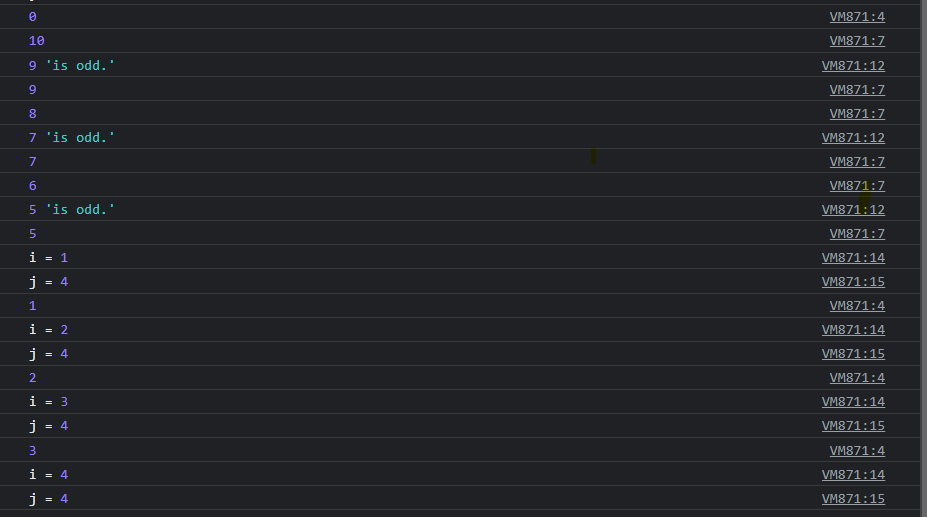 0 VM871:4
10 VM871:7
9 'is odd.' VM871:12
9 VM871:7
8 VM871:7
7 'is odd.' VM871:12
7 VM871:7
6 VM871:7
5 'is odd.' VM871:12
5 VM871:7
i = 1 VM871:14
j = 4 VM871:15
1 VM871:4
i = 2 VM871:14
j = 4 VM871:15
2 VM871:4
i = 3 VM871:14
j = 4 VM871:15
3 VM871:4
i = 4 VM871:14
j = 4 VM871:15